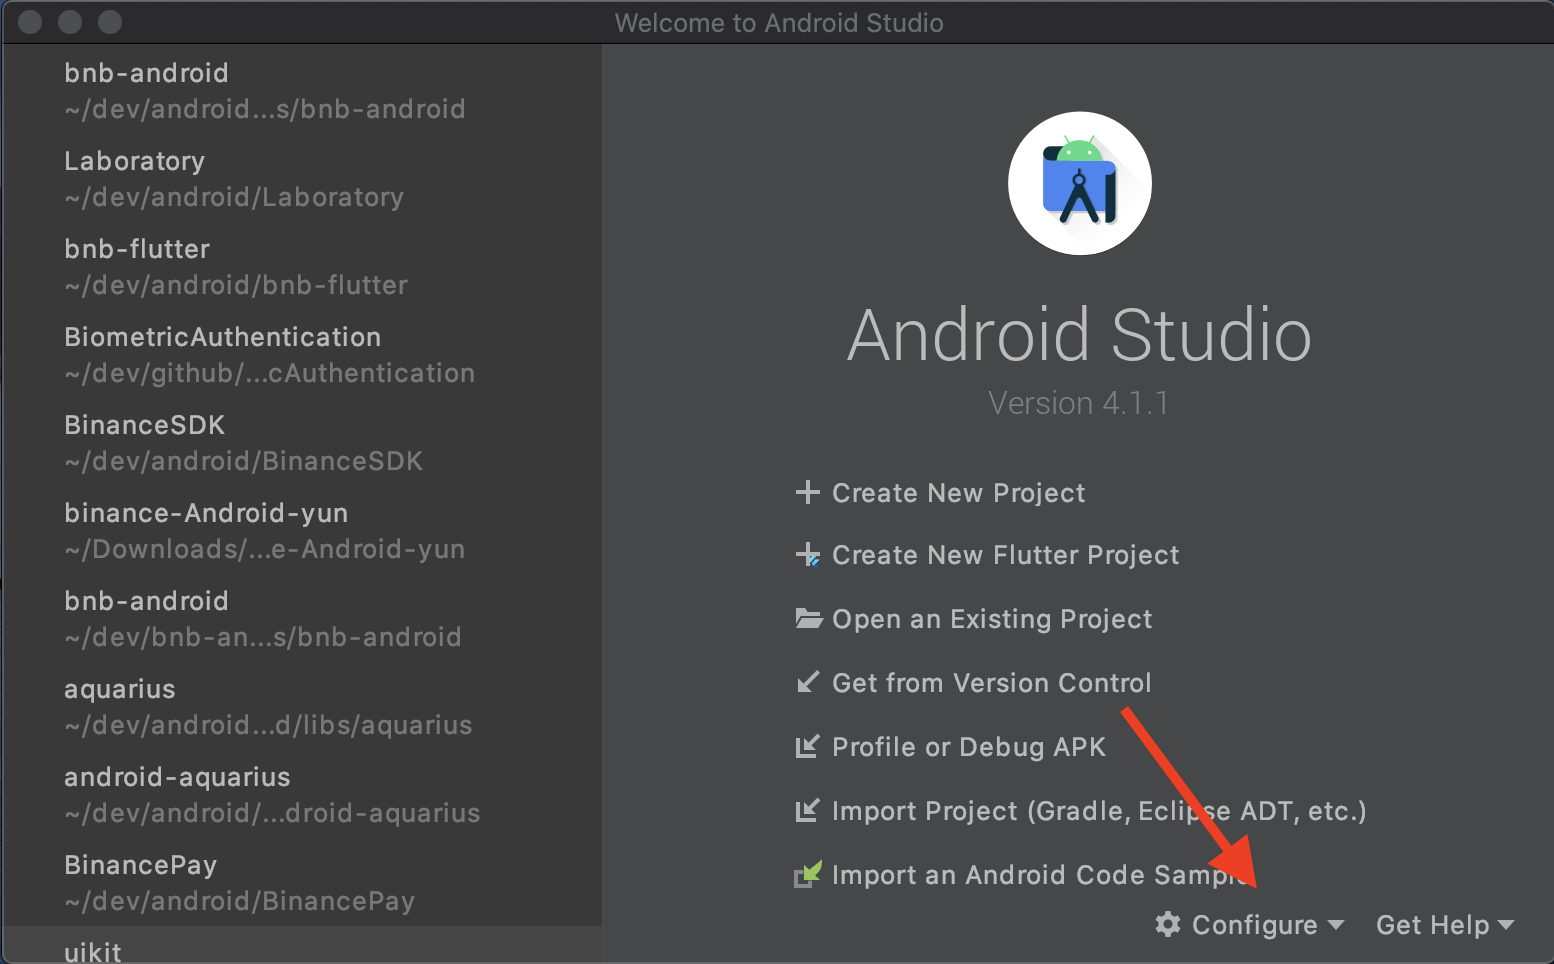 Welcome to Android Studio
bnb-android
~/dev/android...s/bnb-android
Laboratory
~/dev/android/Laboratory
bnb-flutter
~/dev/android/bnb-flutter
BiometricAuthentication
~/dev/github/...cAuthentication
BinanceSDK
~/dev/android/BinanceSDK
binance-Android-yun
~/Downloads/...e-Android-yun
bnb-android
~/dev/bnb-an...s/bnb-android
aquarius
~/dev/android...d/libs/aquarius
android-aquarius
~/dev/android/...droid-aquarius
BinancePay
~/dev/android/BinancePay
uikit
Android Studio
Version 4.1.1
Create New Project
Create New Flutter Project
Open an Existing Project
Get from Version Control
Profile or Debug APK
Import Project (Gradle, Eclipse ADT, etc.)
Import an Android Code Sample
Configure
Get Help